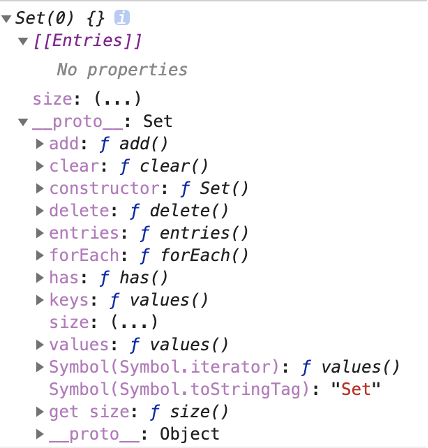 ▼Set(0) {} i
▼[[Entries]]
No properties
size: (...)
▼__proto__: Set
▶add: ƒ add()
▶clear: ƒ clear()
▶constructor: ƒ Set()
▶delete: ƒ delete()
▶entries: ƒ entries()
▶forEach: ƒ forEach()
▶has: ƒ has()
▶keys: ƒ values()
size: (...)
▶values: ƒ values()
▶Symbol(Symbol.iterator): ƒ values()
Symbol(Symbol.toStringTag): "Set"
▶get size: ƒ size()
▶__proto__: Object